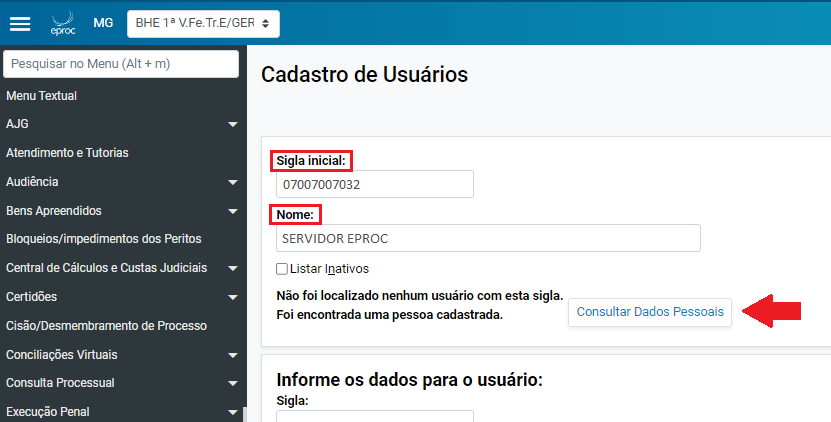 eproc
MG
BHE 1ª V.Fe.Tr.E/GER
Pesquisar no Menu (Alt + m)
Menu Textual
AJG
Atendimento e Tutorias
Audiência
Bens Apreendidos
Bloqueios/impedimentos dos Peritos
Central de Cálculos e Custas Judiciais
Certidões
Cisão/Desmembramento de Processo
Conciliações Virtuais
Consulta Processual
Execução Penal
Cadastro de Usuários
Sigla inicial:
07007007032
Nome:
SERVIDOR EPROC
Listar Inativos
Não foi localizado nenhum usuário com esta sigla.
Foi encontrada uma pessoa cadastrada.
Consultar Dados Pessoais
Informe os dados para o usuário:
Sigla: